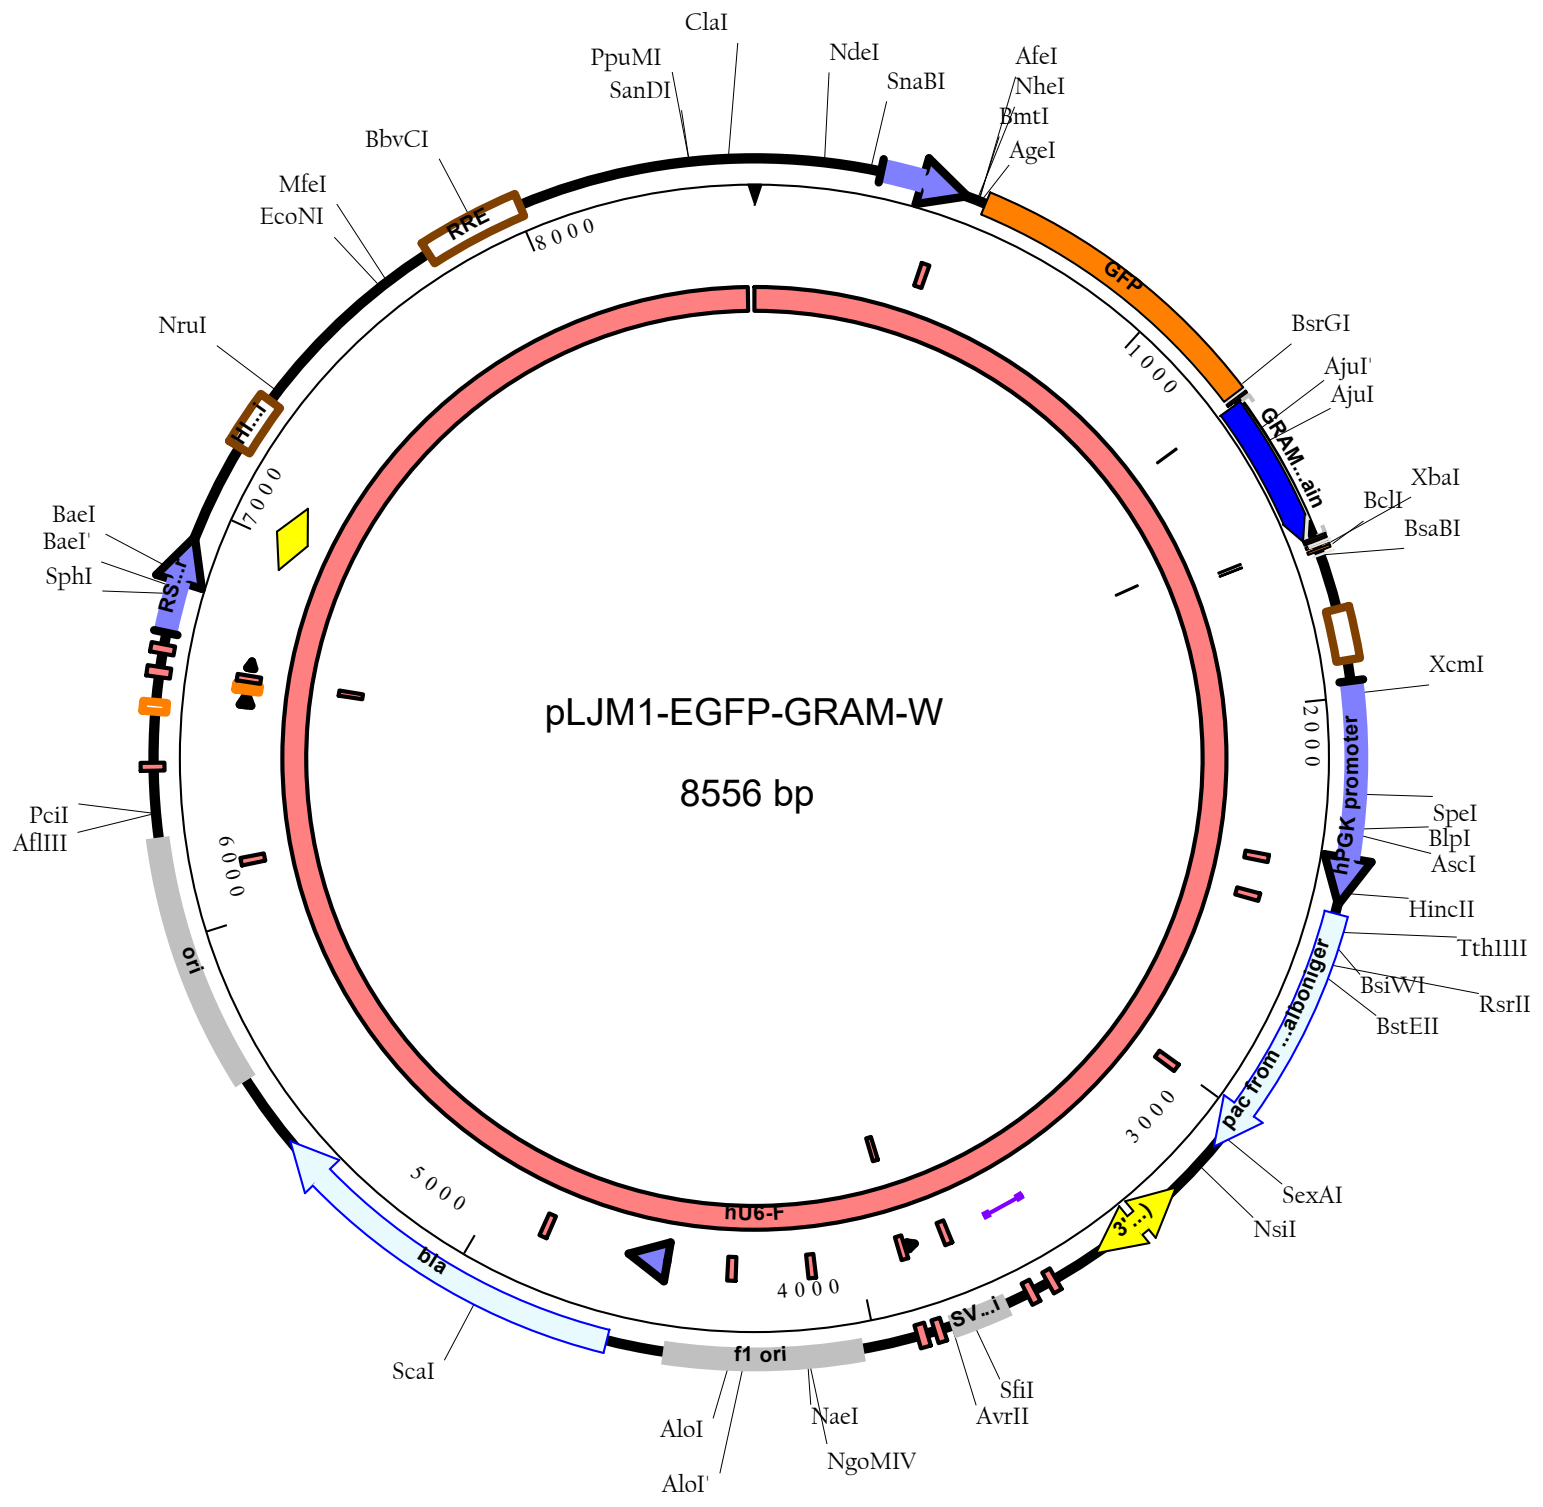 ClaI
PpuMI
NdeI
AfeI
SanDI
SnaBI
NheI
BmtI
BbvCI
AgeI
MfeI
EcoNI
RRE
8000
GFP
NruI
BsrGI
1000
AjuI'
AjuI
HI...i
GRAM...ain
7000
XbaI
BclI
BaeI
BsaBI
BaeI'
SphI
RS...r
XcmI
pLJM1-EGFP-GRAM-W
2000
hPGK promoter
8556 bp
PciI
SpeI
AflIII
BlpI
6000
AscI
HincII
Tth111I
ori
BsiWI
RsrII
pac from ...alboniger
BstEII
3000
5000
SexAI
hU6-F
3'...)
NsiI
bla
4000
SV...i
f1 ori
ScaI
SfiI
AloI
NaeI
AvrII
NgoMIV
AloI'